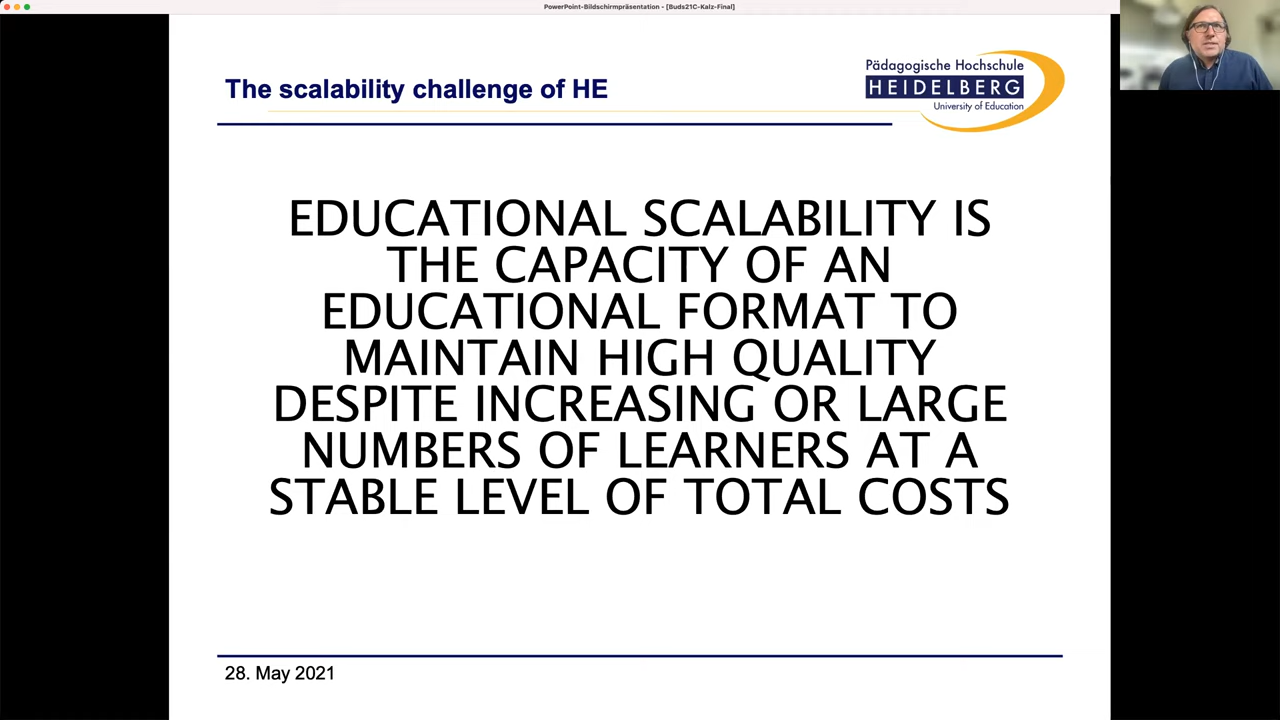 PowerPoint-Bildschirmpräsentation - [Buds21C-Kalz-Final]
The scalability challenge of HE
Pädagogische Hochschule
HEIDELBERG
University of Education
EDUCATIONAL SCALABILITY IS
THE CAPACITY OF AN
EDUCATIONAL FORMAT TO
MAINTAIN HIGH QUALITY
DESPITE INCREASING OR LARGE
NUMBERS OF LEARNERS AT A
STABLE LEVEL OF TOTAL COSTS
28. May 2021